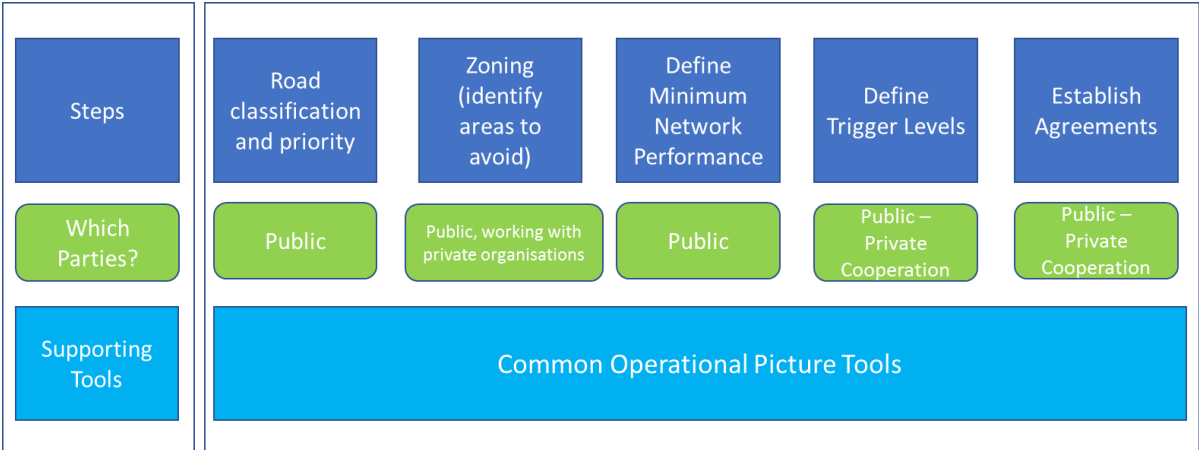 Steps
Road
classification
and priority
Zoning
(identify
areas to
avoid)
Define
Minimum
Network
Performance
Define
Trigger Levels
Establish
Agreements
Which
Parties?
Public
Public, working with
private organisations
Public
Public –
Private
Cooperation
Public –
Private
Cooperation
Supporting
Tools
Common Operational Picture Tools